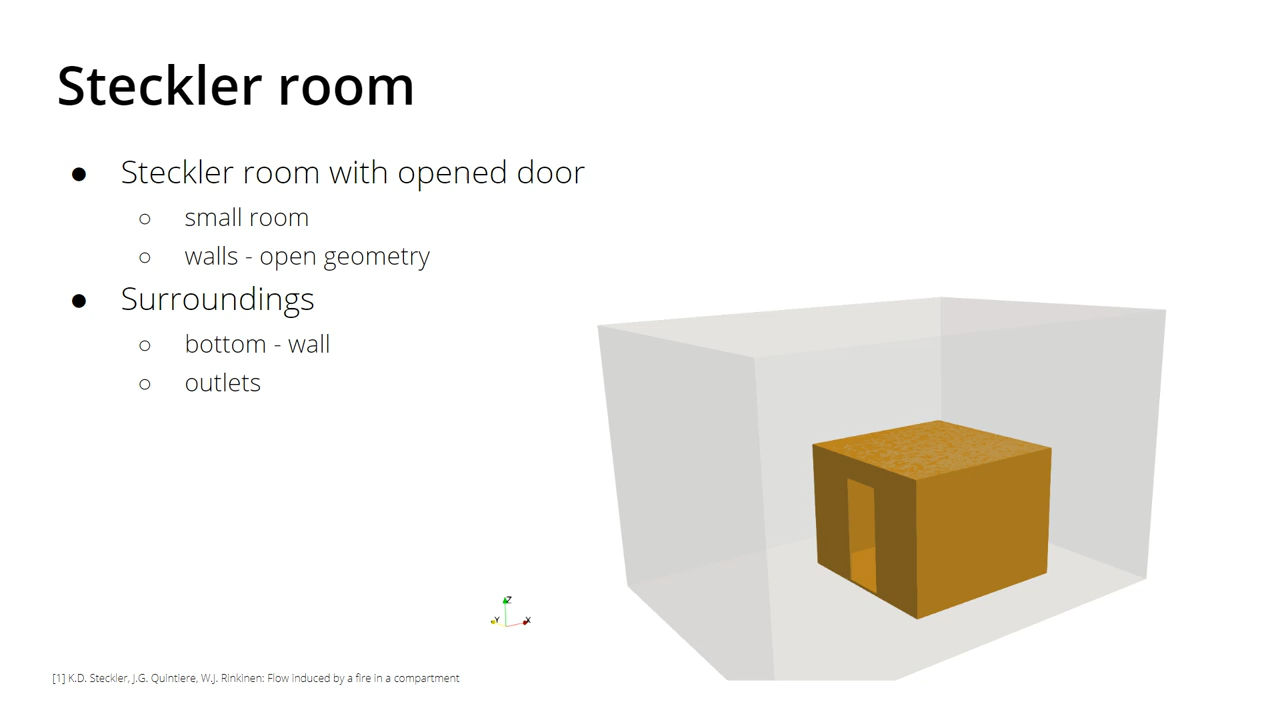 Steckler room
● Steckler room with opened door
○ small room
○ walls - open geometry
● Surroundings
○ bottom - wall
○ outlets
Z
Y
X
[1] K.D. Steckler, J.G. Quintiere, W.J. Rinkinen: Flow induced by a fire in a compartment